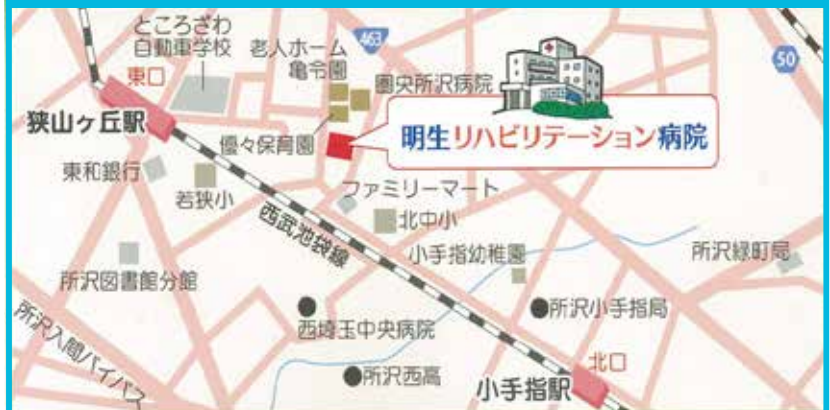 ところざわ
自動車学校
老人ホーム
亀令園
463
50
東口
圏央所沢病院
狭山ヶ丘駅
優々保育園
明生リハビリテーション病院
東和銀行
若狭小
ファミリーマート
北中小
西武池袋線
小手指幼稚園
所沢緑町局
所沢図書館分館
所沢入間バイパス
西埼玉中央病院
所沢小手指局
所沢西高
北口
小手指駅